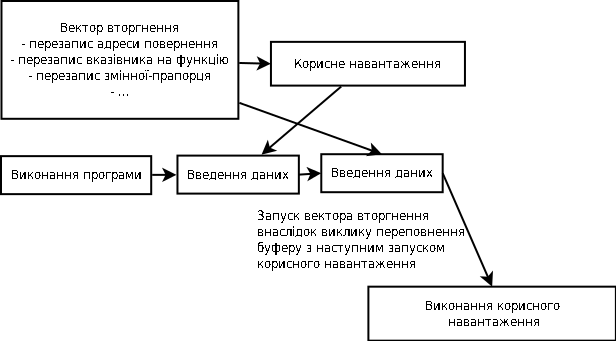 Вектор вторгнення
- перезапис адреси повернення
- перезапис вказівника на функцію
- перезапис змінної-прапорця
- ...
Корисне навантаження
Виконання програми
Введення даних
Введення даних
Запуск вектора вторгнення
внаслідок виклику переповнення
буферу з наступним запуском
корисного навантаження
Виконання корисного
навантаження